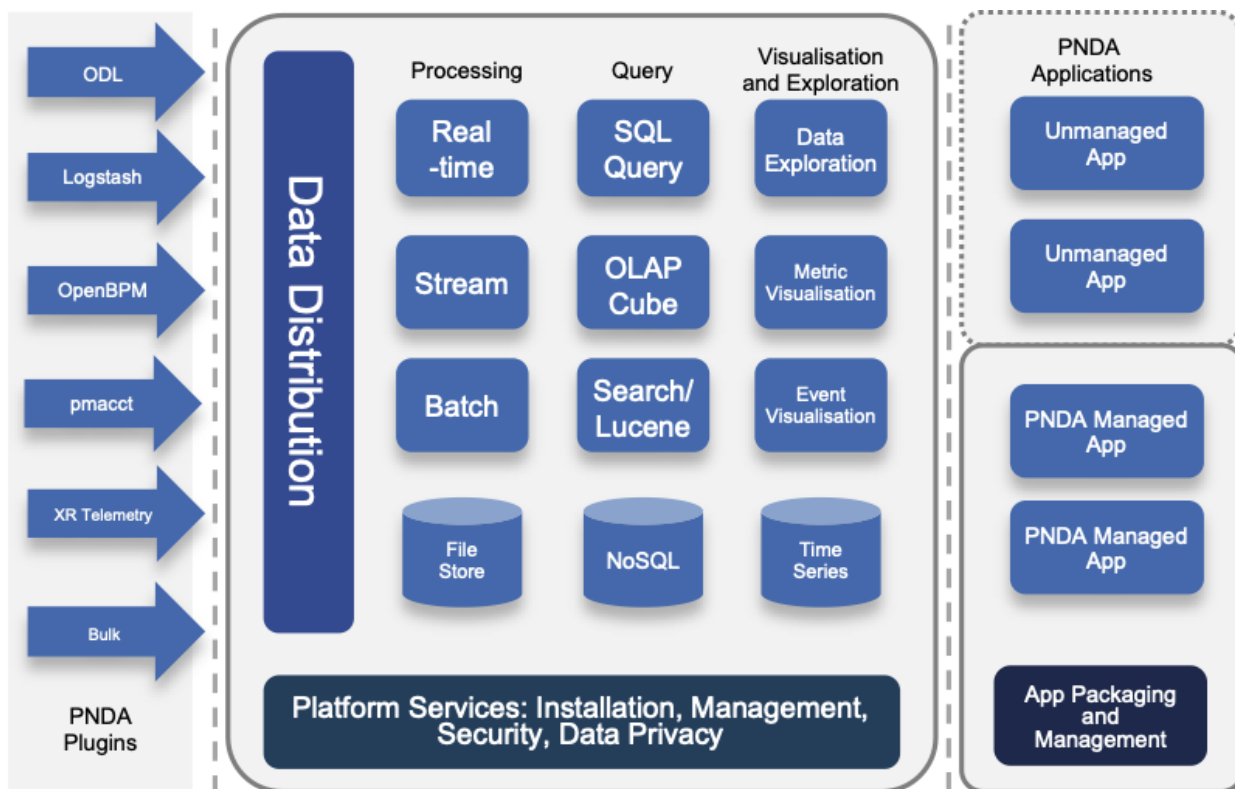 ODL
Logstash
OpenBPM
pmacct
XR Telemetry
Bulk
PNDA
Plugins
Data Distribution
Processing
Real
-time
Stream
Batch
Query
SQL
Query
OLAP
Cube
Search/
Lucene
Visualisation
and Exploration
Data
Exploration
Metric
Visualisation
Event
Visualisation
File
Store
NoSQL
Time
Series
Platform Services: Installation, Management,
Security, Data Privacy
PNDA
Applications
Unmanaged
App
Unmanaged
App
PNDA Managed
App
PNDA Managed
App
App Packaging
and
Management